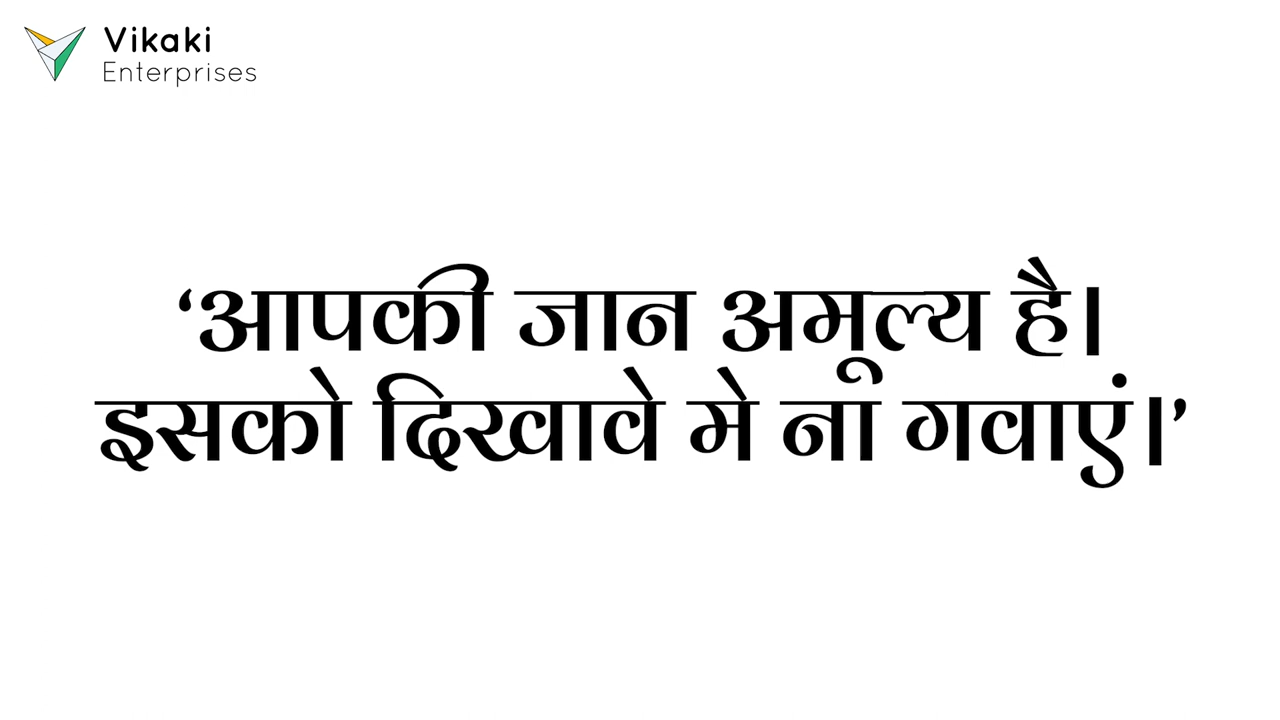 Vikaki
Enterprises
‘आपकी जान अमूल्य है।
इसको दिखावे मे ना गवाएं।’